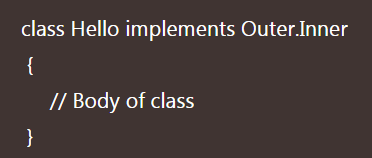 class Hello implements Outer.Inner
{
// Body of class
}